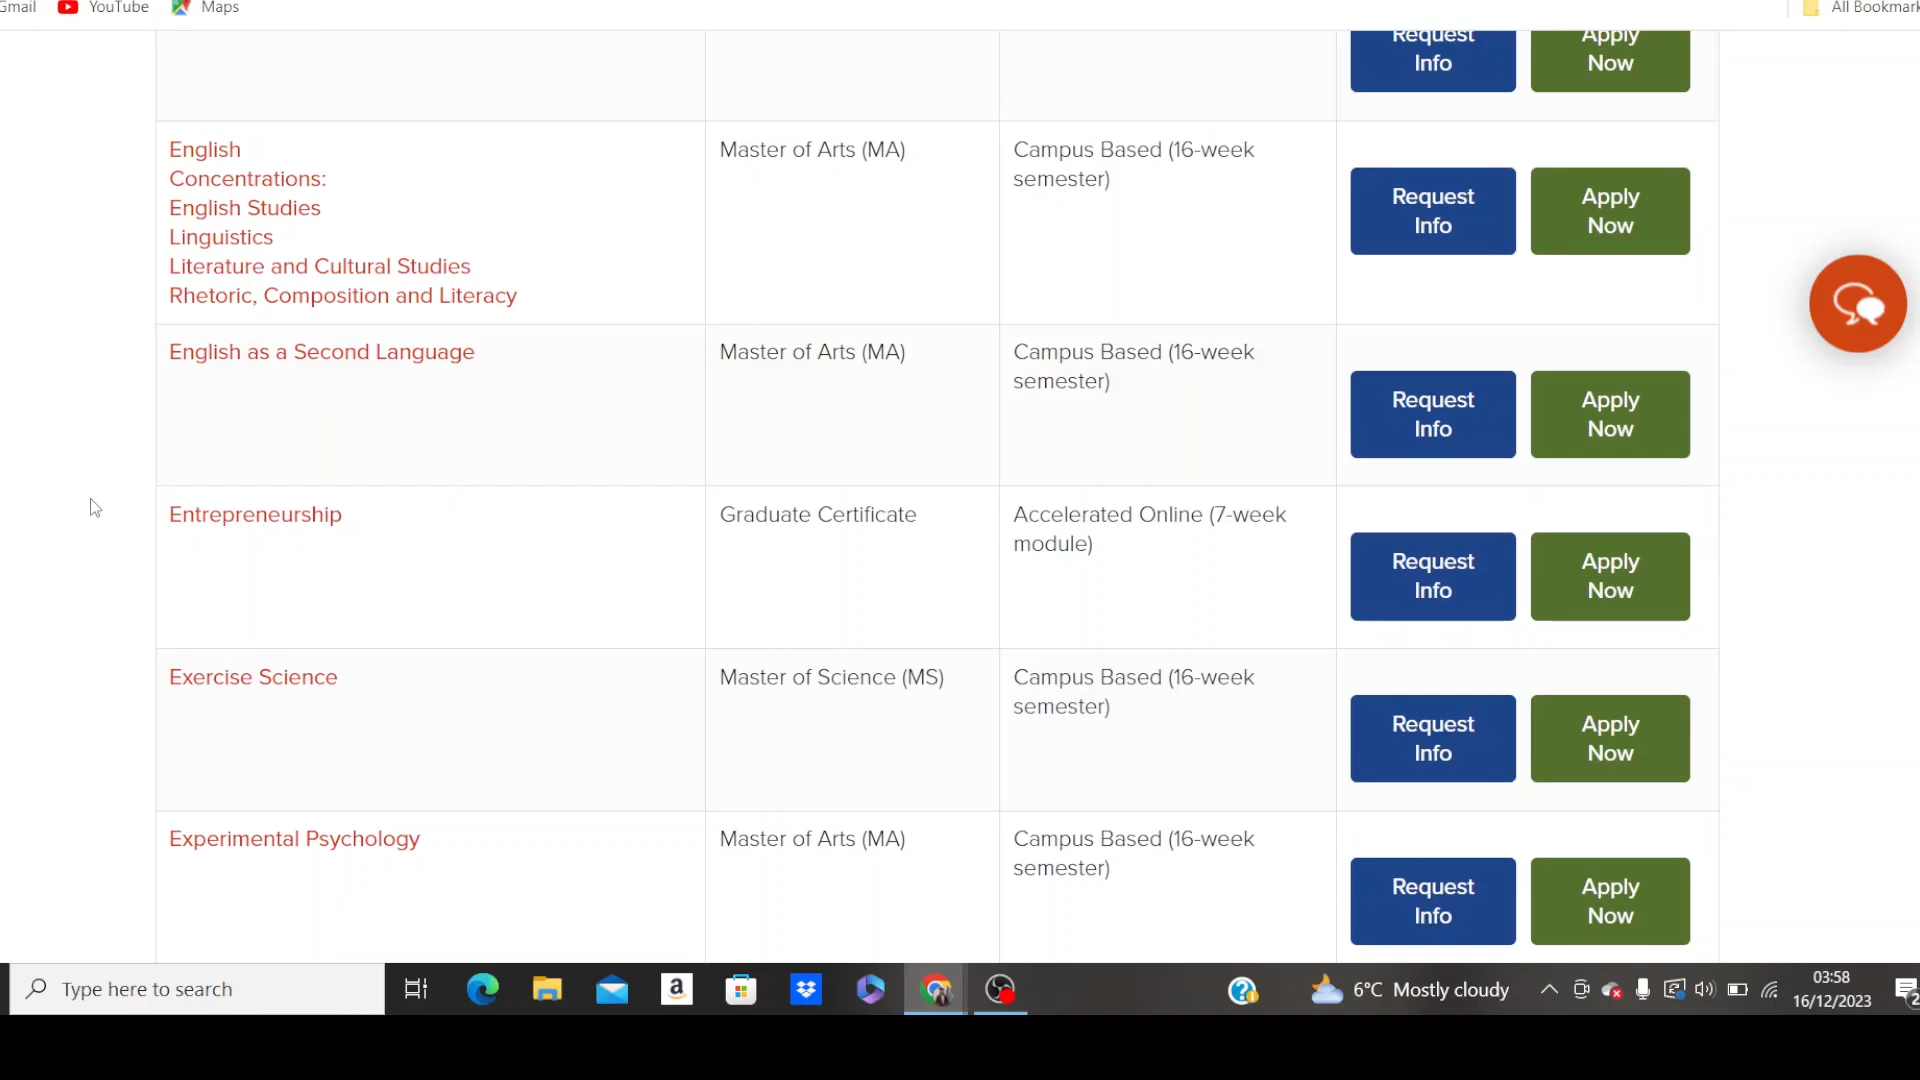 Gmail YouTube Maps All Bookmark
Request Info Apply Now
English
Concentrations:
English Studies
Linguistics
Literature and Cultural Studies
Rhetoric, Composition and Literacy
Master of Arts (MA)
Campus Based (16-week
semester)
Request
Info
Apply
Now
English as a Second Language
Master of Arts (MA)
Campus Based (16-week
semester)
Request
Info
Apply
Now
Entrepreneurship
Graduate Certificate
Accelerated Online (7-week
module)
Request
Info
Apply
Now
Exercise Science
Master of Science (MS)
Campus Based (16-week
semester)
Request
Info
Apply
Now
Experimental Psychology
Master of Arts (MA)
Campus Based (16-week
semester)
Request
Info
Apply
Now
Type here to search
a
6°C Mostly cloudy
03:58
16/12/2023
2